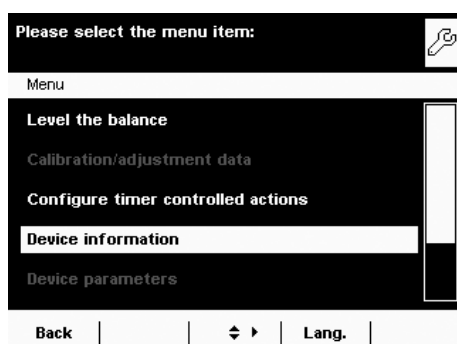 Please select the menu item:
Menu
Level the balance
Calibration/adjustment data
Configure timer controlled actions
Device information
Device parameters
Back
Lang.